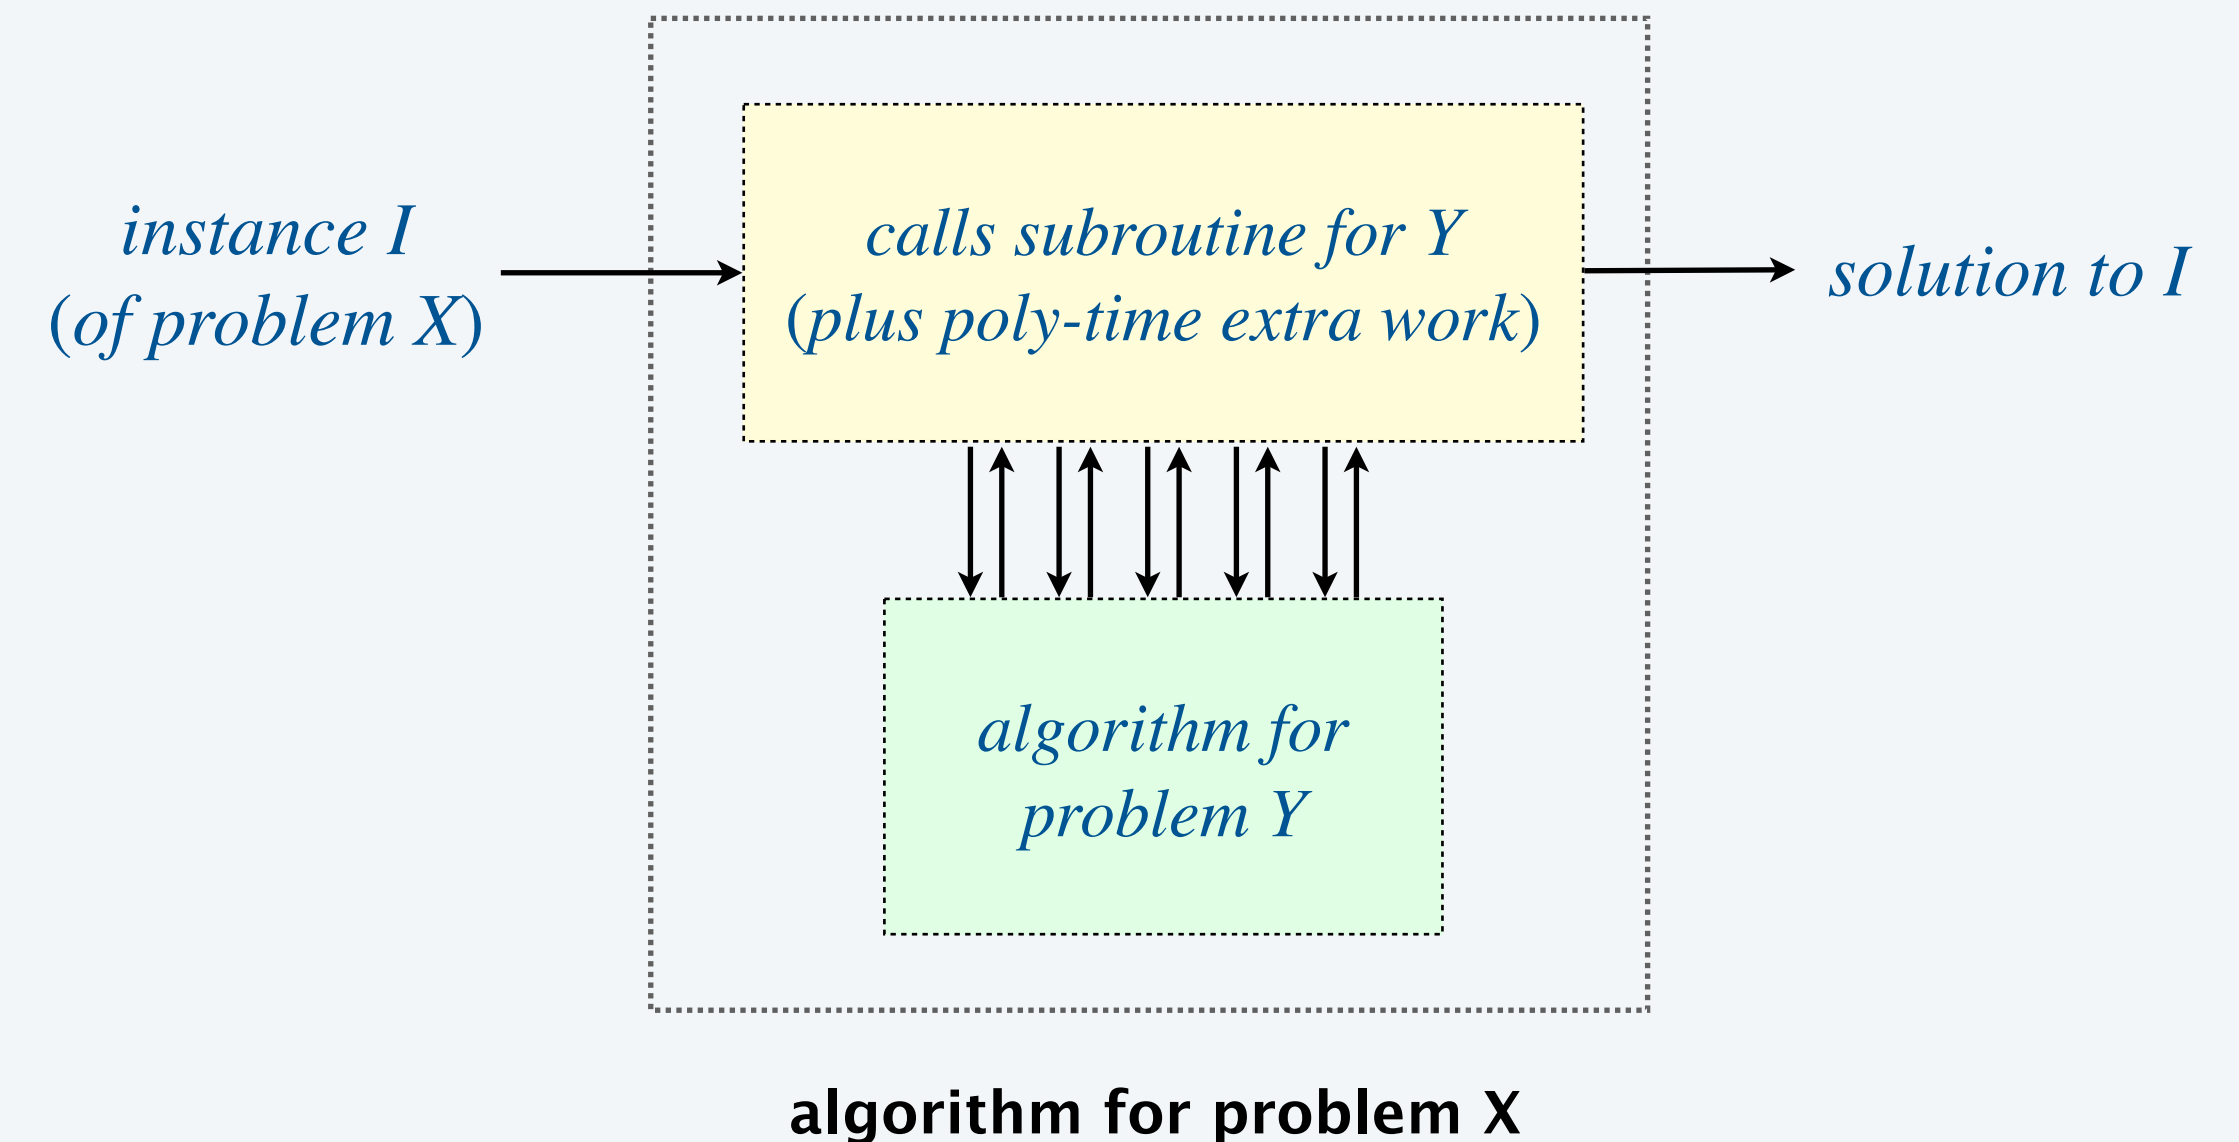 instance I
(of problem X)
calls subroutine for Y
(plus poly-time extra work)
solution to I
algorithm for
problem Y
algorithm for problem X